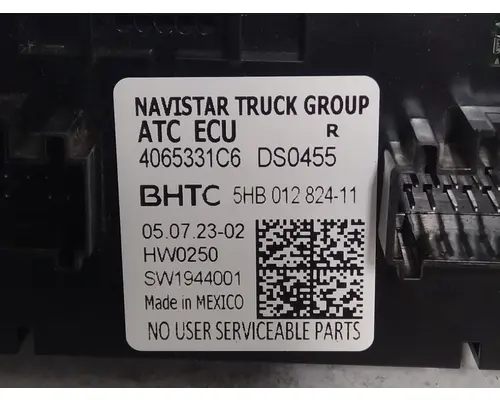 NAVISTAR TRUCK GROUP
ATC ECU R
4065331C6 DS0455
BHTC 5HB 012 824-11
05.07.23-02
HW0250
SW1944001
Made in MEXICO
NO USER SERVICEABLE PARTS